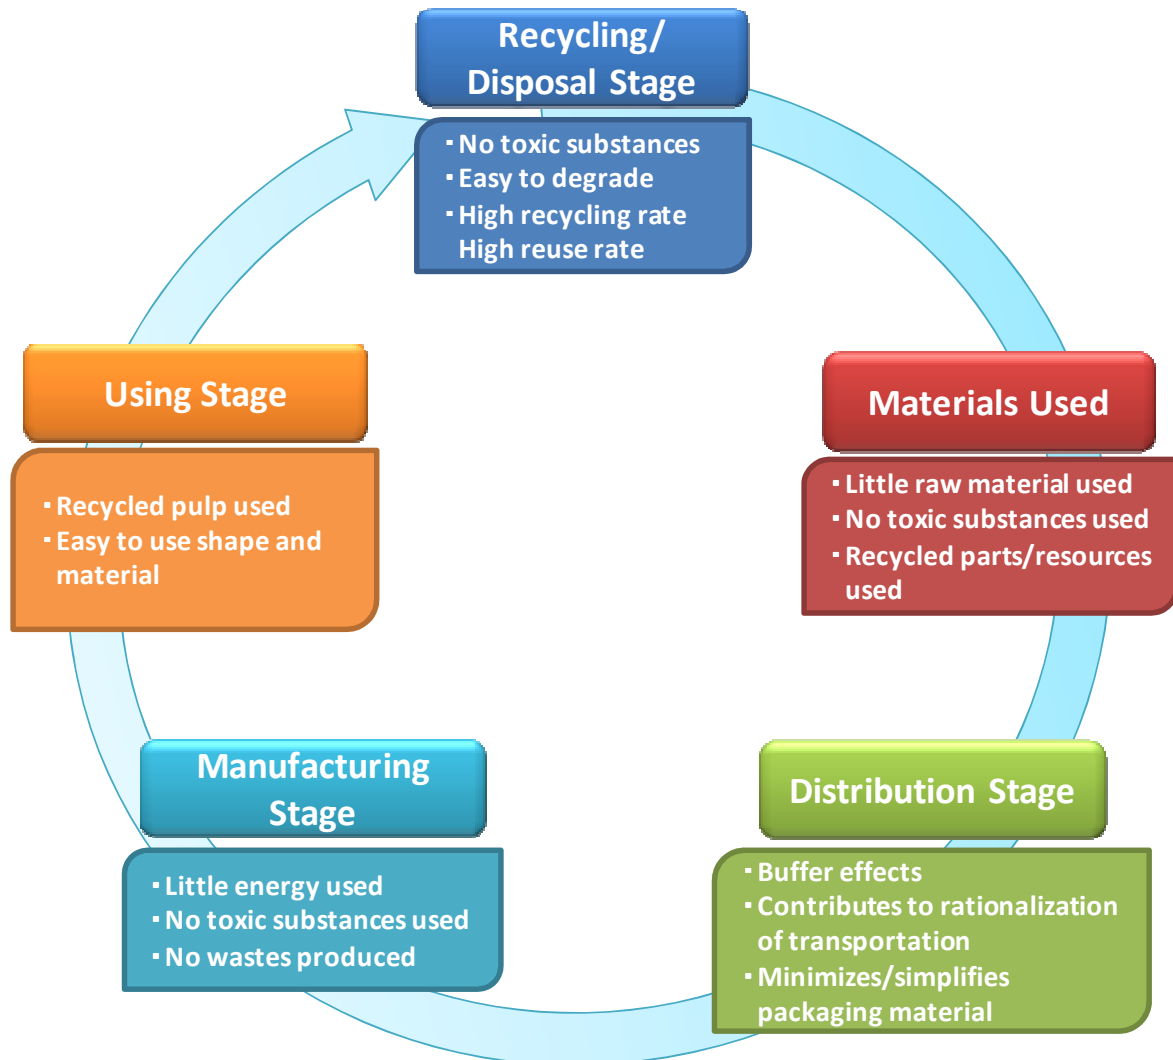 Recycling/
Disposal Stage
▪ No toxic substances
▪ Easy to degrade
▪ High recycling rate
High reuse rate
Materials Used
▪ Little raw material used
▪ No toxic substances used
▪ Recycled parts/resources
used
Distribution Stage
▪ Buffer effects
▪ Contributes to rationalization
of transportation
▪ Minimizes/simplifies
packaging material
Manufacturing
Stage
▪ Little energy used
▪ No toxic substances used
▪ No wastes produced
Using Stage
▪ Recycled pulp used
▪ Easy to use shape and
material